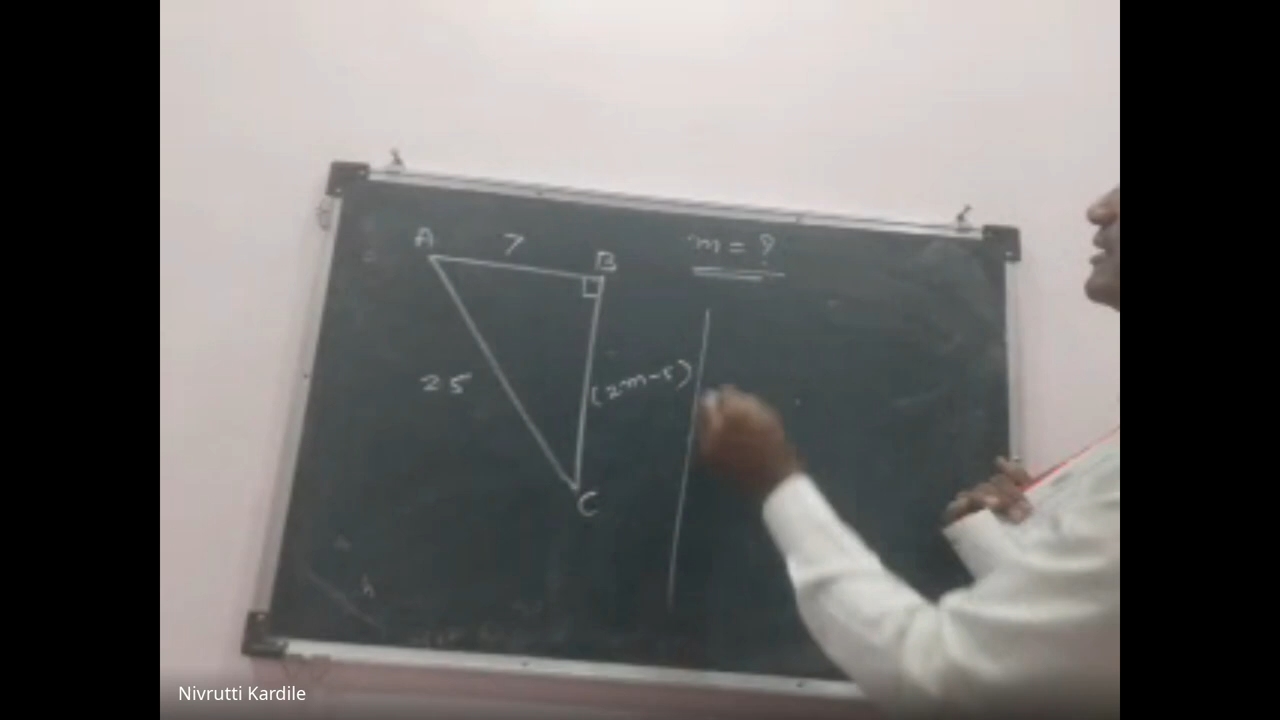 A 7 B
m = ?
25
(2m-5)
C
Nivrutti Kardile